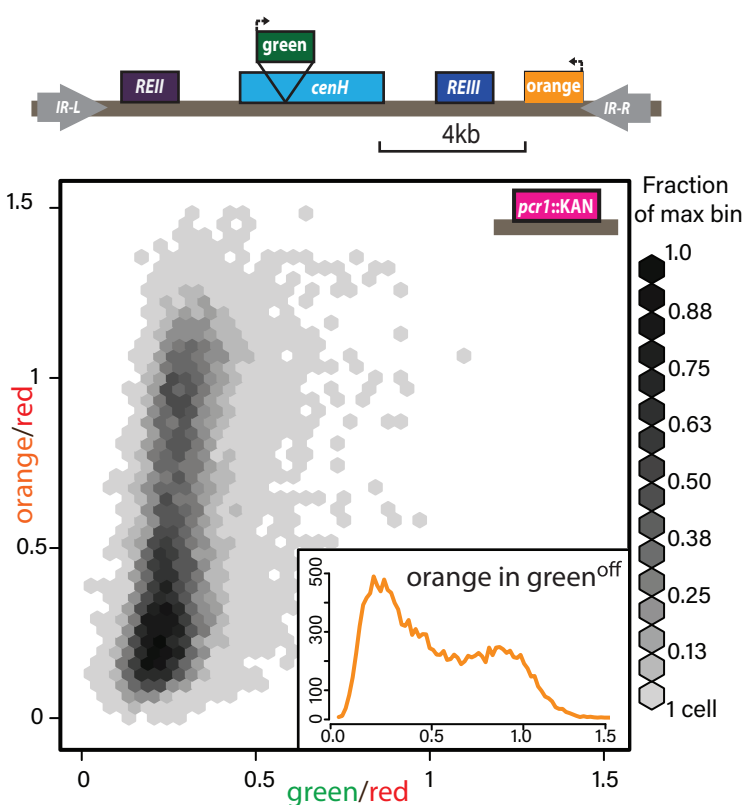 green
REII
cenH
REIII
orange
IR-L
IR-R
4kb
pcr1::KAN
Fraction
of max bin
1.0
0.88
0.75
0.63
0.50
0.38
0.25
0.13
1 cell
1.5
1
0.5
0
orange/red
orange in greenoff
500
300
100
0
0.0 0.5 1.0 1.5
0 0.5 1 1.5
green/red